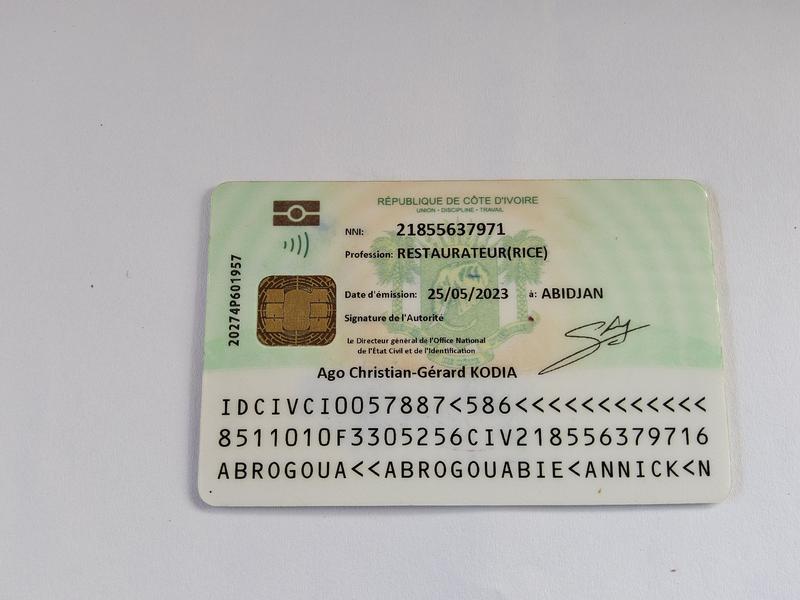 RÉPUBLIQUE DE CÔTE D'IVOIRE
UNION - DISCIPLINE - TRAVAIL
NNI: 21855637971
Profession: RESTAURATEUR(RICE)
Date d'émission: 25/05/2023 à: ABIDJAN
Signature de l'Autorité
le Directeur général de l'Office National
de l'État Civil et de l'Identification
Ago Christian-Gérard KODIA
20274P601957
IDCIVCI0057887<586<<<<<<<<<<<<
8511010F3305256CIV218556379716
ABROGOUA<<ABROGOUABIE<ANNICK<N